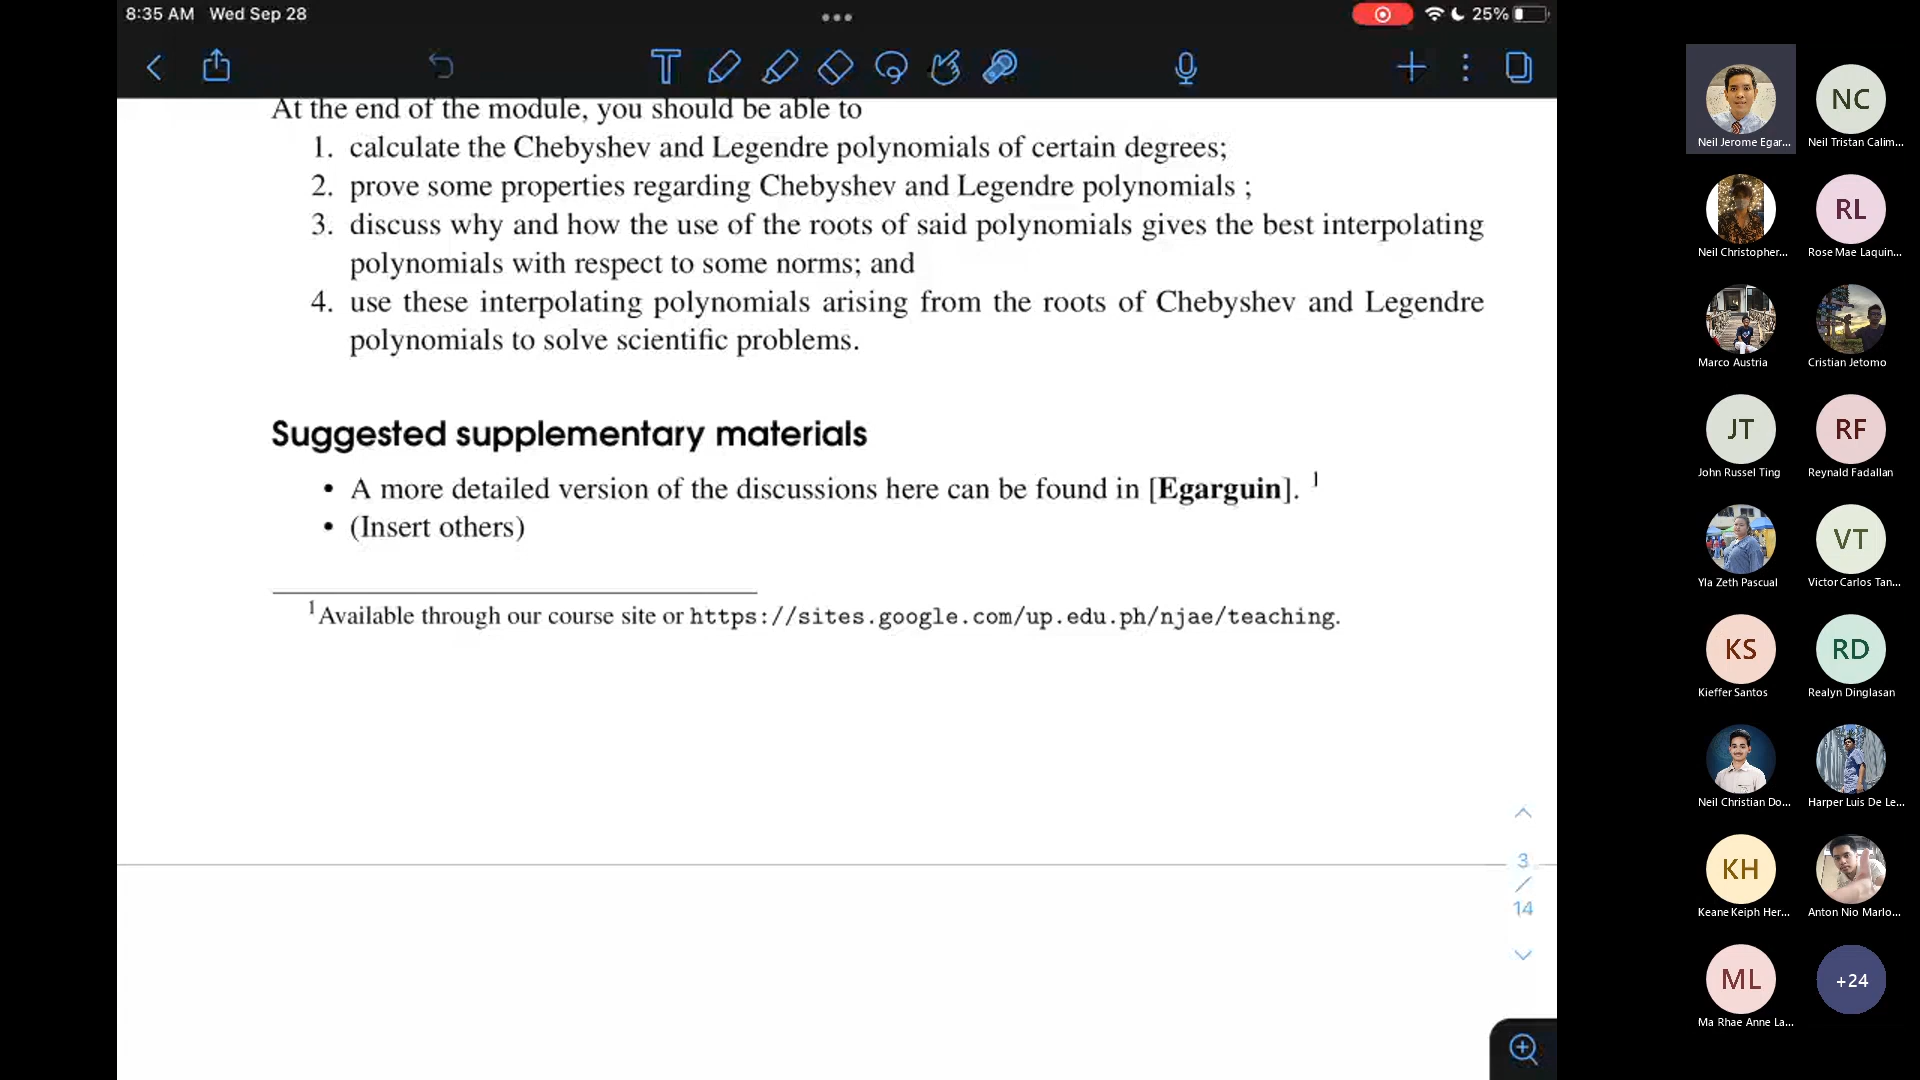 8:35 AM Wed Sep 28
25%
At the end of the module, you should be able to
1. calculate the Chebyshev and Legendre polynomials of certain degrees;
2. prove some properties regarding Chebyshev and Legendre polynomials ;
3. discuss why and how the use of the roots of said polynomials gives the best interpolating
polynomials with respect to some norms; and
4. use these interpolating polynomials arising from the roots of Chebyshev and Legendre
polynomials to solve scientific problems.
Suggested supplementary materials
• A more detailed version of the discussions here can be found in [Egarguin]. 1
• (Insert others)
1 Available through our course site or https://sites.google.com/up.edu.ph/njae/teaching.
3
/
14
Neil Jerome Egar...
NC
Neil Tristan Calim...
Neil Christopher...
RL
Rose Mae Laquin...
Marco Austria
Cristian Jetomo
JT
John Russel Ting
RF
Reynald Fadallan
Yla Zeth Pascual
VT
Victor Carlos Tan...
KS
Kieffer Santos
RD
Realyn Dinglasan
Neil Christian Do...
Harper Luis De Le...
KH
Keane Keiph Her...
Anton Nio Marlo...
ML
Ma Rhae Anne La...
+24